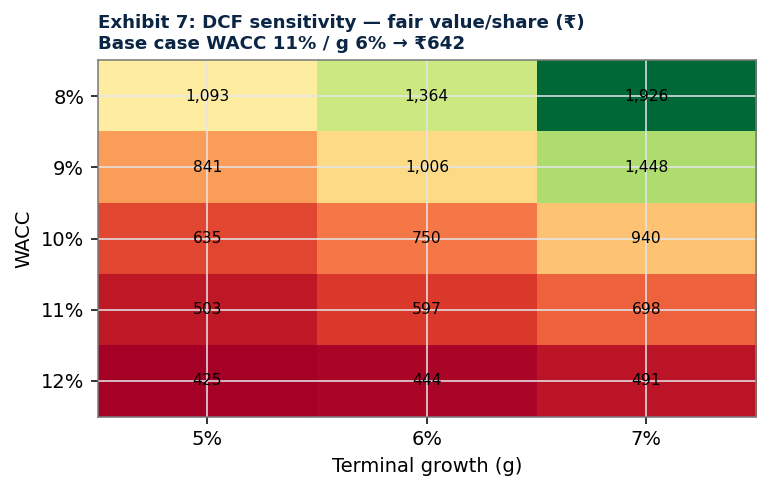 Exhibit 7: DCF sensitivity — fair value/share (₹)
Base case WACC 11% / g 6% → ₹642
8% 1,093 1,364 1,926
9% 841 1,006 1,448
10% 635 750 940
11% 503 597 698
12% 425 444 491
WACC
5% 6% 7%
Terminal growth (g)